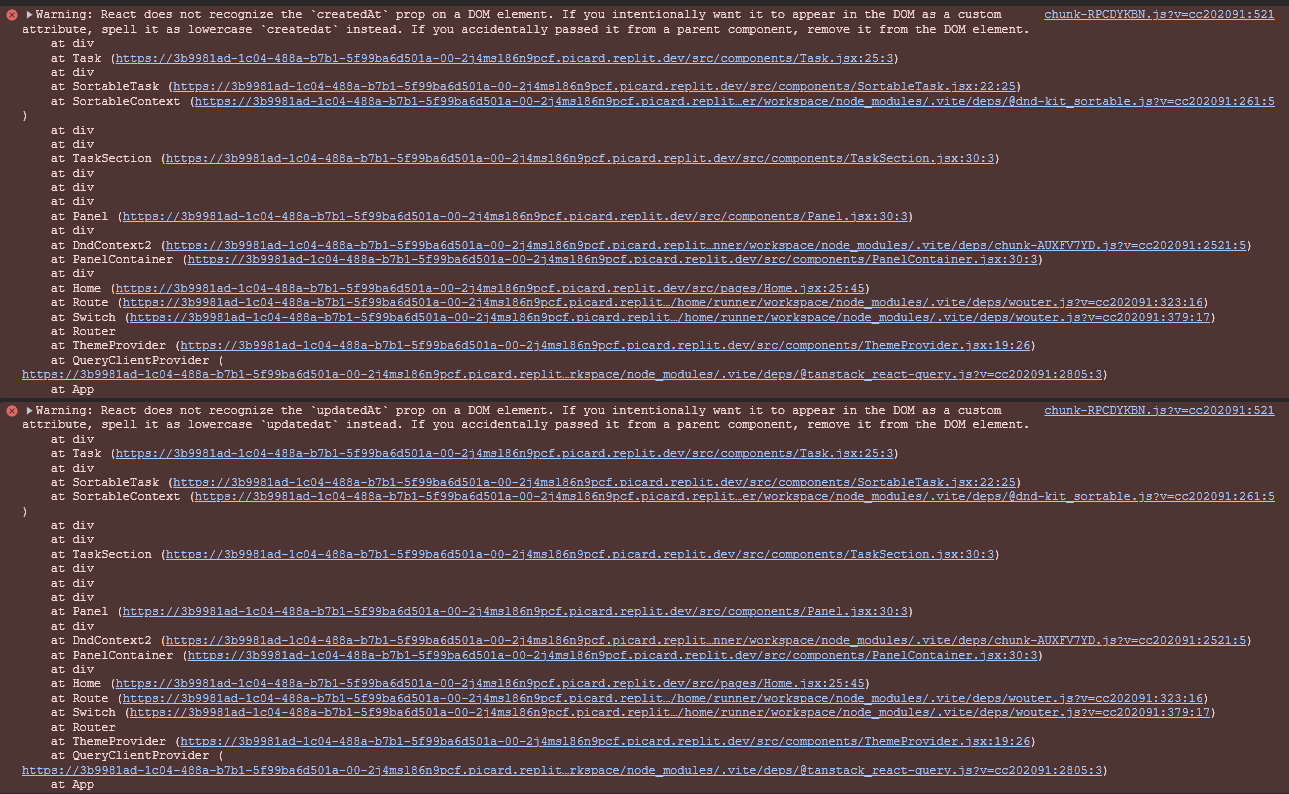 Warning: React does not recognize the `createdAt` prop on a DOM element. If you intentionally want it to appear in the DOM as a custom chunk-RPCDYKBN.js?v=cc202091:521
attribute, spell it as lowercase `createdat` instead. If you accidentally passed it from a parent component, remove it from the DOM element.
at div
at Task (https://3b9981ad-1c04-488a-b7b1-5f99ba6d501a-00-2j4msl86n9pcf.picard.replit.dev/src/components/Task.jsx:25:3)
at div
at SortableTask (https://3b9981ad-1c04-488a-b7b1-5f99ba6d501a-00-2j4msl86n9pcf.picard.replit.dev/src/components/SortableTask.jsx:22:25)
at SortableContext (https://3b9981ad-1c04-488a-b7b1-5f99ba6d501a-00-2j4msl86n9pcf.picard.replit…er/workspace/node_modules/.vite/deps/@dnd-kit_sortable.js?v=cc202091:261:5
)
at div
at div
at TaskSection (https://3b9981ad-1c04-488a-b7b1-5f99ba6d501a-00-2j4msl86n9pcf.picard.replit.dev/src/components/TaskSection.jsx:30:3)
at div
at div
at div
at Panel (https://3b9981ad-1c04-488a-b7b1-5f99ba6d501a-00-2j4msl86n9pcf.picard.replit.dev/src/components/Panel.jsx:30:3)
at div
at DndContext2 (https://3b9981ad-1c04-488a-b7b1-5f99ba6d501a-00-2j4msl86n9pcf.picard.replit…nner/workspace/node_modules/.vite/deps/chunk-AUXFV7YD.js?v=cc202091:2521:5)
at PanelContainer (https://3b9981ad-1c04-488a-b7b1-5f99ba6d501a-00-2j4msl86n9pcf.picard.replit.dev/src/components/PanelContainer.jsx:30:3)
at div
at Home (https://3b9981ad-1c04-488a-b7b1-5f99ba6d501a-00-2j4msl86n9pcf.picard.replit.dev/src/pages/Home.jsx:25:45)
at Route (https://3b9981ad-1c04-488a-b7b1-5f99ba6d501a-00-2j4msl86n9pcf.picard.replit…/home/runner/workspace/node_modules/.vite/deps/wouter.js?v=cc202091:323:16)
at Switch (https://3b9981ad-1c04-488a-b7b1-5f99ba6d501a-00-2j4msl86n9pcf.picard.replit…/home/runner/workspace/node_modules/.vite/deps/wouter.js?v=cc202091:379:17)
at Router
at ThemeProvider (https://3b9981ad-1c04-488a-b7b1-5f99ba6d501a-00-2j4msl86n9pcf.picard.replit.dev/src/components/ThemeProvider.jsx:19:26)
at QueryClientProvider (
https://3b9981ad-1c04-488a-b7b1-5f99ba6d501a-00-2j4msl86n9pcf.picard.replit…rkspace/node_modules/.vite/deps/@tanstack_react-query.js?v=cc202091:2805:3)
at App
Warning: React does not recognize the `updatedAt` prop on a DOM element. If you intentionally want it to appear in the DOM as a custom chunk-RPCDYKBN.js?v=cc202091:521
attribute, spell it as lowercase `updatedat` instead. If you accidentally passed it from a parent component, remove it from the DOM element.
at div
at Task (https://3b9981ad-1c04-488a-b7b1-5f99ba6d501a-00-2j4msl86n9pcf.picard.replit.dev/src/components/Task.jsx:25:3)
at div
at SortableTask (https://3b9981ad-1c04-488a-b7b1-5f99ba6d501a-00-2j4msl86n9pcf.picard.replit.dev/src/components/SortableTask.jsx:22:25)
at SortableContext (https://3b9981ad-1c04-488a-b7b1-5f99ba6d501a-00-2j4msl86n9pcf.picard.replit…er/workspace/node_modules/.vite/deps/@dnd-kit_sortable.js?v=cc202091:261:5
)
at div
at div
at TaskSection (https://3b9981ad-1c04-488a-b7b1-5f99ba6d501a-00-2j4msl86n9pcf.picard.replit.dev/src/components/TaskSection.jsx:30:3)
at div
at div
at div
at Panel (https://3b9981ad-1c04-488a-b7b1-5f99ba6d501a-00-2j4msl86n9pcf.picard.replit.dev/src/components/Panel.jsx:30:3)
at div
at DndContext2 (https://3b9981ad-1c04-488a-b7b1-5f99ba6d501a-00-2j4msl86n9pcf.picard.replit…nner/workspace/node_modules/.vite/deps/chunk-AUXFV7YD.js?v=cc202091:2521:5)
at PanelContainer (https://3b9981ad-1c04-488a-b7b1-5f99ba6d501a-00-2j4msl86n9pcf.picard.replit.dev/src/components/PanelContainer.jsx:30:3)
at div
at Home (https://3b9981ad-1c04-488a-b7b1-5f99ba6d501a-00-2j4msl86n9pcf.picard.replit.dev/src/pages/Home.jsx:25:45)
at Route (https://3b9981ad-1c04-488a-b7b1-5f99ba6d501a-00-2j4msl86n9pcf.picard.replit…/home/runner/workspace/node_modules/.vite/deps/wouter.js?v=cc202091:323:16)
at Switch (https://3b9981ad-1c04-488a-b7b1-5f99ba6d501a-00-2j4msl86n9pcf.picard.replit…/home/runner/workspace/node_modules/.vite/deps/wouter.js?v=cc202091:379:17)
at Router
at ThemeProvider (https://3b9981ad-1c04-488a-b7b1-5f99ba6d501a-00-2j4msl86n9pcf.picard.replit.dev/src/components/ThemeProvider.jsx:19:26)
at QueryClientProvider (
https://3b9981ad-1c04-488a-b7b1-5f99ba6d501a-00-2j4msl86n9pcf.picard.replit…rkspace/node_modules/.vite/deps/@tanstack_react-query.js?v=cc202091:2805:3)
at App